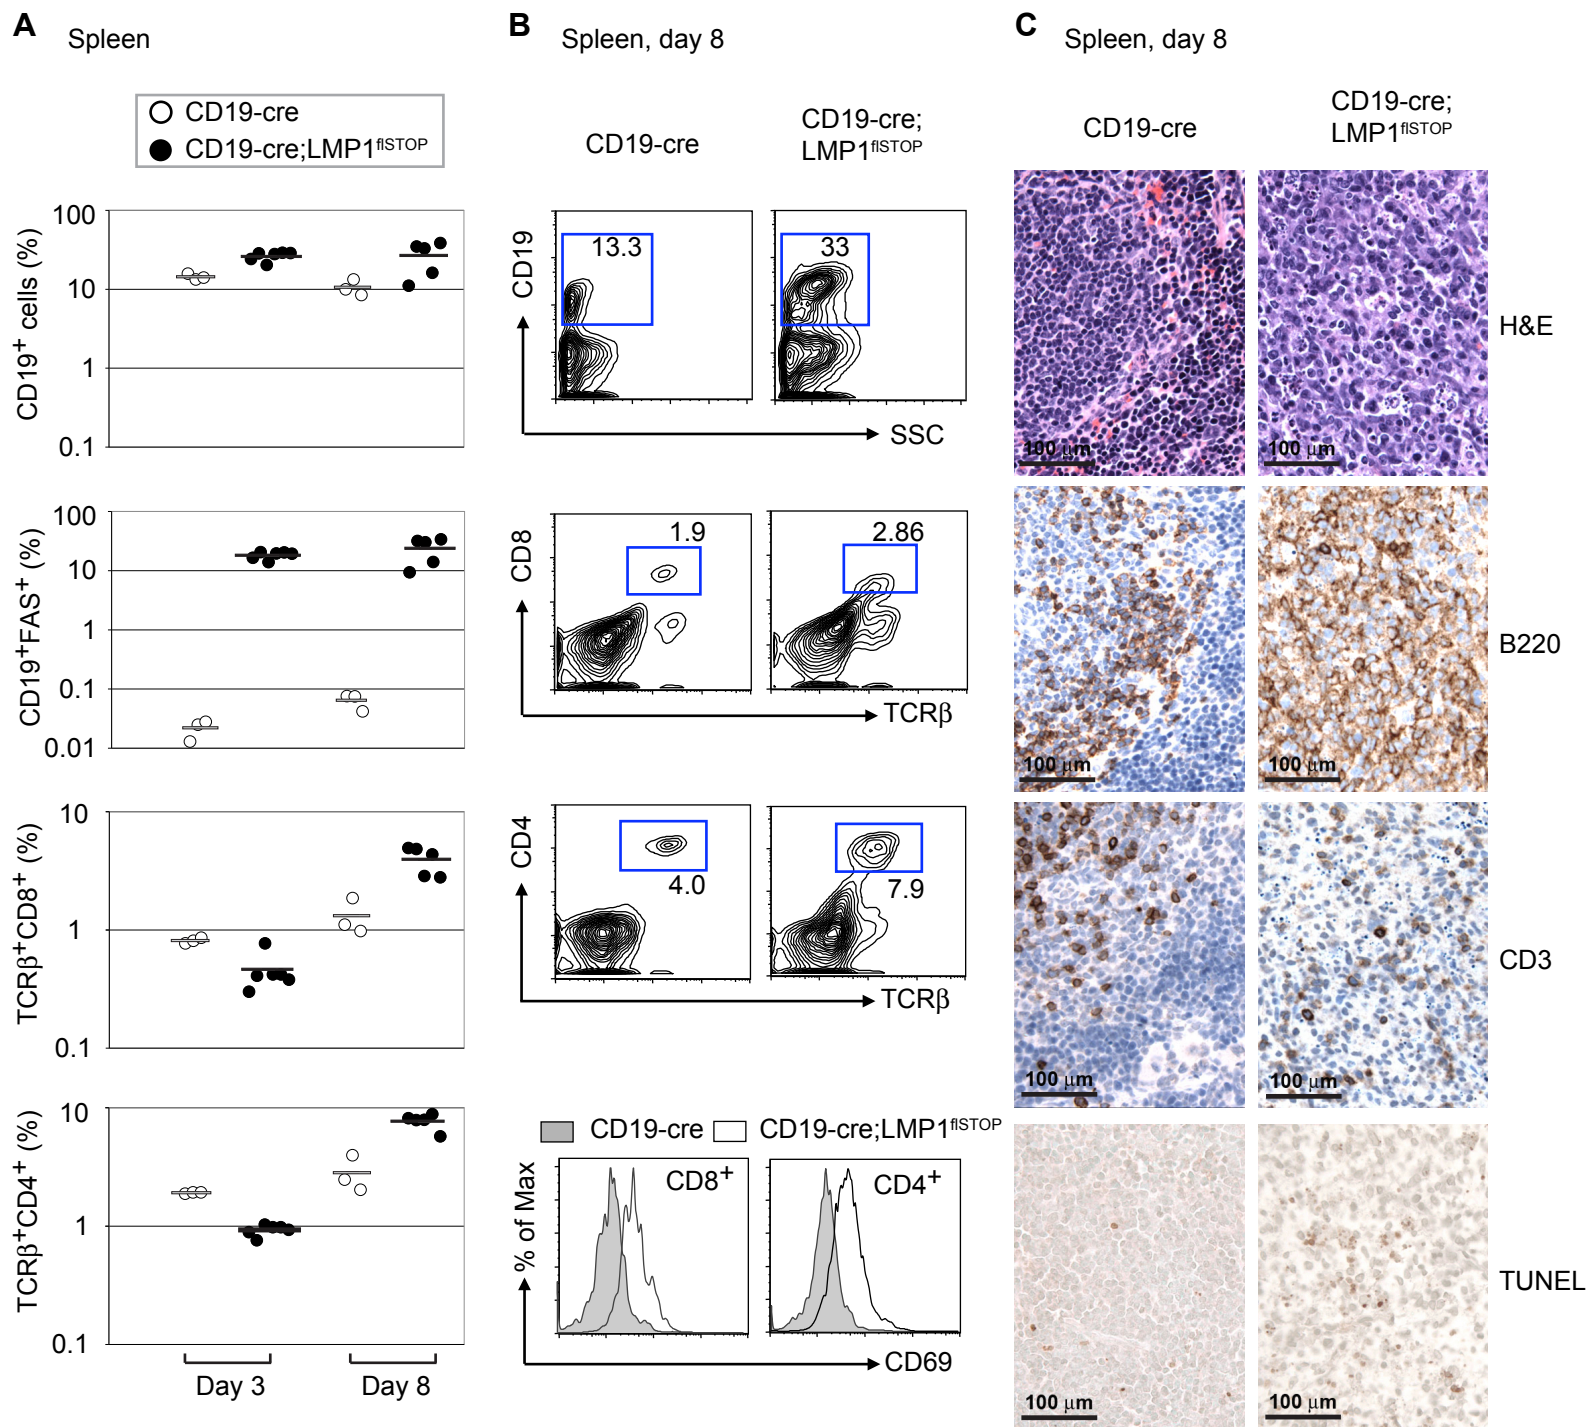 A
Spleen
CD19-cre
CD19-cre;LMP1flSTOP
CD19+ cells (%)
100
10
1
0.1
CD19+FAS+ (%)
100
10
1
0.1
0.01
TCRβ+CD8+ (%)
10
1
0.1
TCRβ+CD4+ (%)
10
1
0.1
Day 3
Day 8
B
Spleen, day 8
CD19-cre
CD19-cre;
LMP1flSTOP
CD19
13.3
33
SSC
CD8
1.9
2.86
TCRβ
CD4
4.0
7.9
TCRβ
CD19-cre
CD19-cre;LMP1flSTOP
% of Max
CD8+
CD4+
CD69
C
Spleen, day 8
CD19-cre
CD19-cre;
LMP1flSTOP
100 μm
100 μm
H&E
100 μm
100 μm
B220
100 μm
100 μm
CD3
100 μm
100 μm
TUNEL